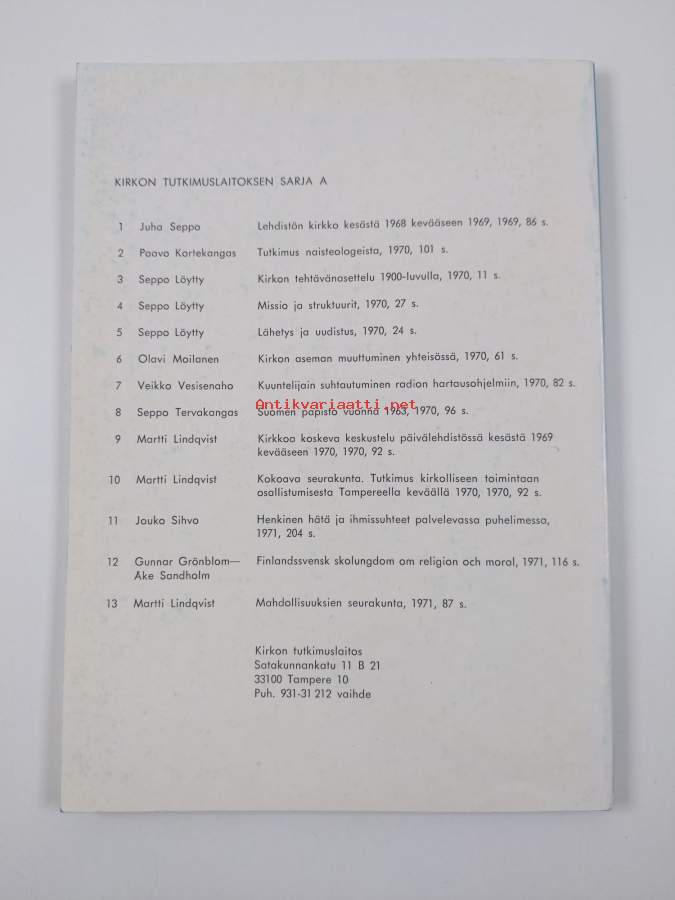 KIRKON TUTKIMUSLAITOKSEN SARJA A
1 Juha Seppo Lehdistön kirkko kesästä 1968 kevääseen 1969, 1969, 86 s.
2 Paavo Kortekangas Tutkimus naisteologeista, 1970, 101 s.
3 Seppo Löytty Kirkon tehtävänasettelu 1900-luvulla, 1970, 11 s.
4 Seppo Löytty Missio ja struktuurit, 1970, 27 s.
5 Seppo Löytty Lähetys ja uudistus, 1970, 24 s.
6 Olavi Moilanen Kirkon aseman muuttuminen yhteisössä, 1970, 61 s.
7 Veikko Vesisenaho Kuuntelijain suhtautuminen radion hartausohjelmiin, 1970, 82 s.
Antikvariaatti.net
8 Seppo Tervakangas Suomen papisto vuonna 1963, 1970, 96 s.
9 Martti Lindqvist Kirkkoa koskeva keskustelu päivälehdistössä kesästä 1969
kevääseen 1970, 1970, 92 s.
10 Martti Lindqvist Kokoava seurakunta. Tutkimus kirkolliseen toimintaan
osallistumisesta Tampereella keväällä 1970, 1970, 92 s.
11 Jouko Sihvo Henkinen hätä ja ihmissuhteet palvelevassa puhelimessa,
1971, 204 s.
12 Gunnar Grönblom— Finlandssvensk skolungdom om religion och moral, 1971, 116 s.
Åke Sandholm
13 Martti Lindqvist Mahdollisuuksien seurakunta, 1971, 87 s.
Kirkon tutkimuslaitos
Satakunnankatu 11 B 21
33100 Tampere 10
Puh. 931-31 212 vaihde